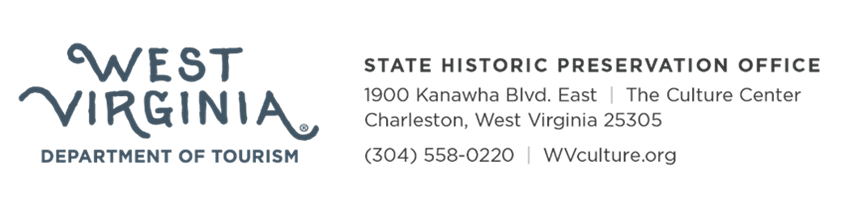 WEST
VIRGINIA®
DEPARTMENT OF TOURISM
STATE HISTORIC PRESERVATION OFFICE
1900 Kanawha Blvd. East | The Culture Center
Charleston, West Virginia 25305
(304) 558-0220 | WVculture.org